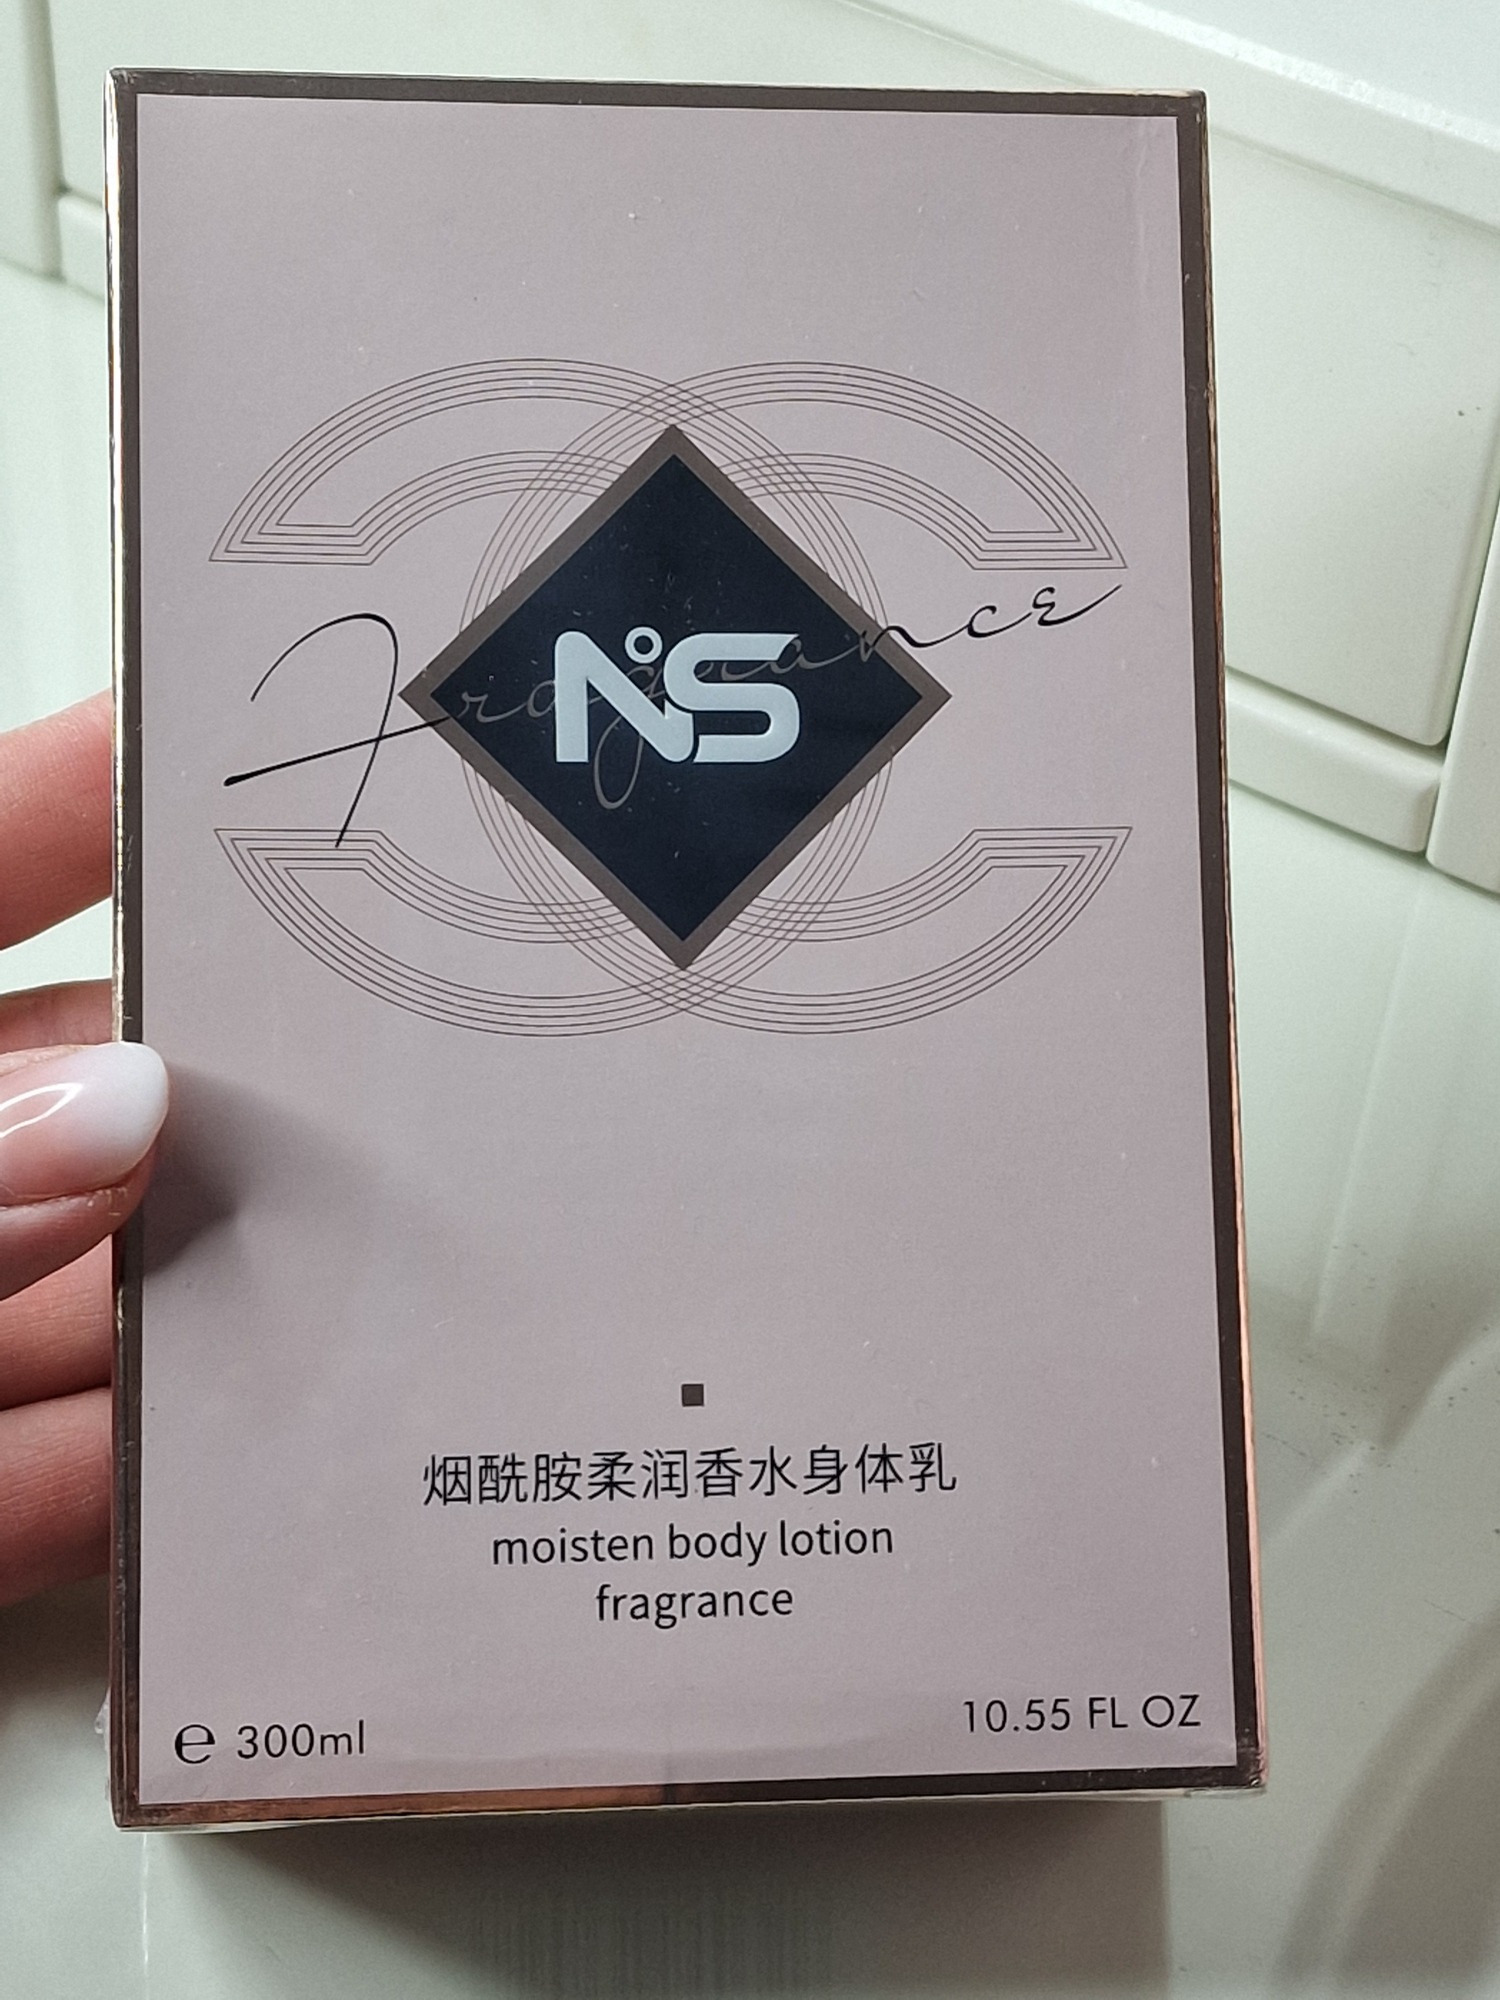 Fragrance
N°S
烟酰胺柔润香水身体乳
moisten body lotion
fragrance
℮ 300ml
10.55 FL OZ